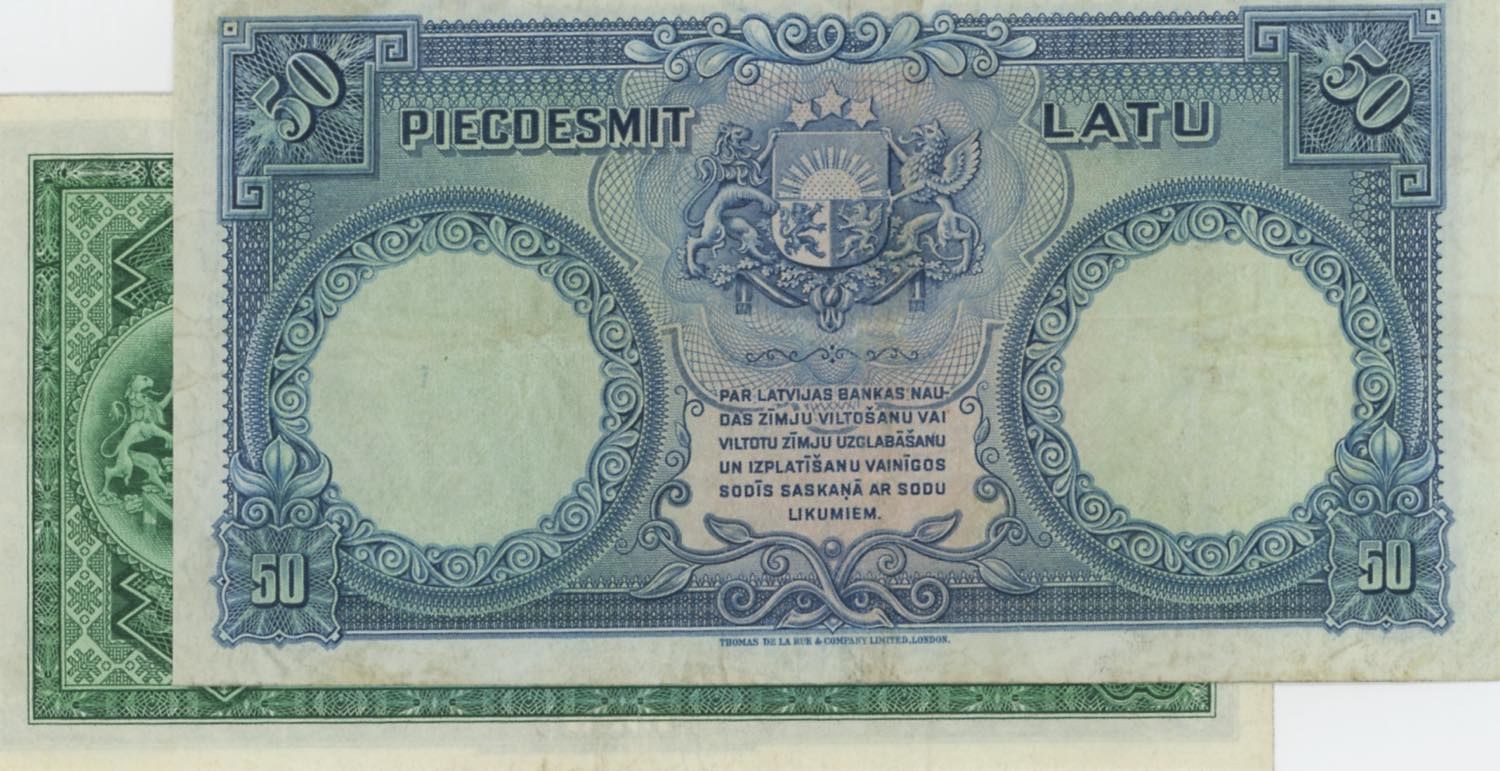 50
50
PIECDESMIT LATU
PAR LATVIJAS BANKAS NAU-
DAS ZĪMJU VILTOŠANU VAI
VILTOTU ZĪMJU UZGLABĀŠANU
UN IZPLATĪŠANU VAINĪGOS
SODĪS SASKAŅĀ AR SODU
LIKUMIEM.
50
50
THOMAS DE LA RUE & COMPANY LIMITED, LONDON.